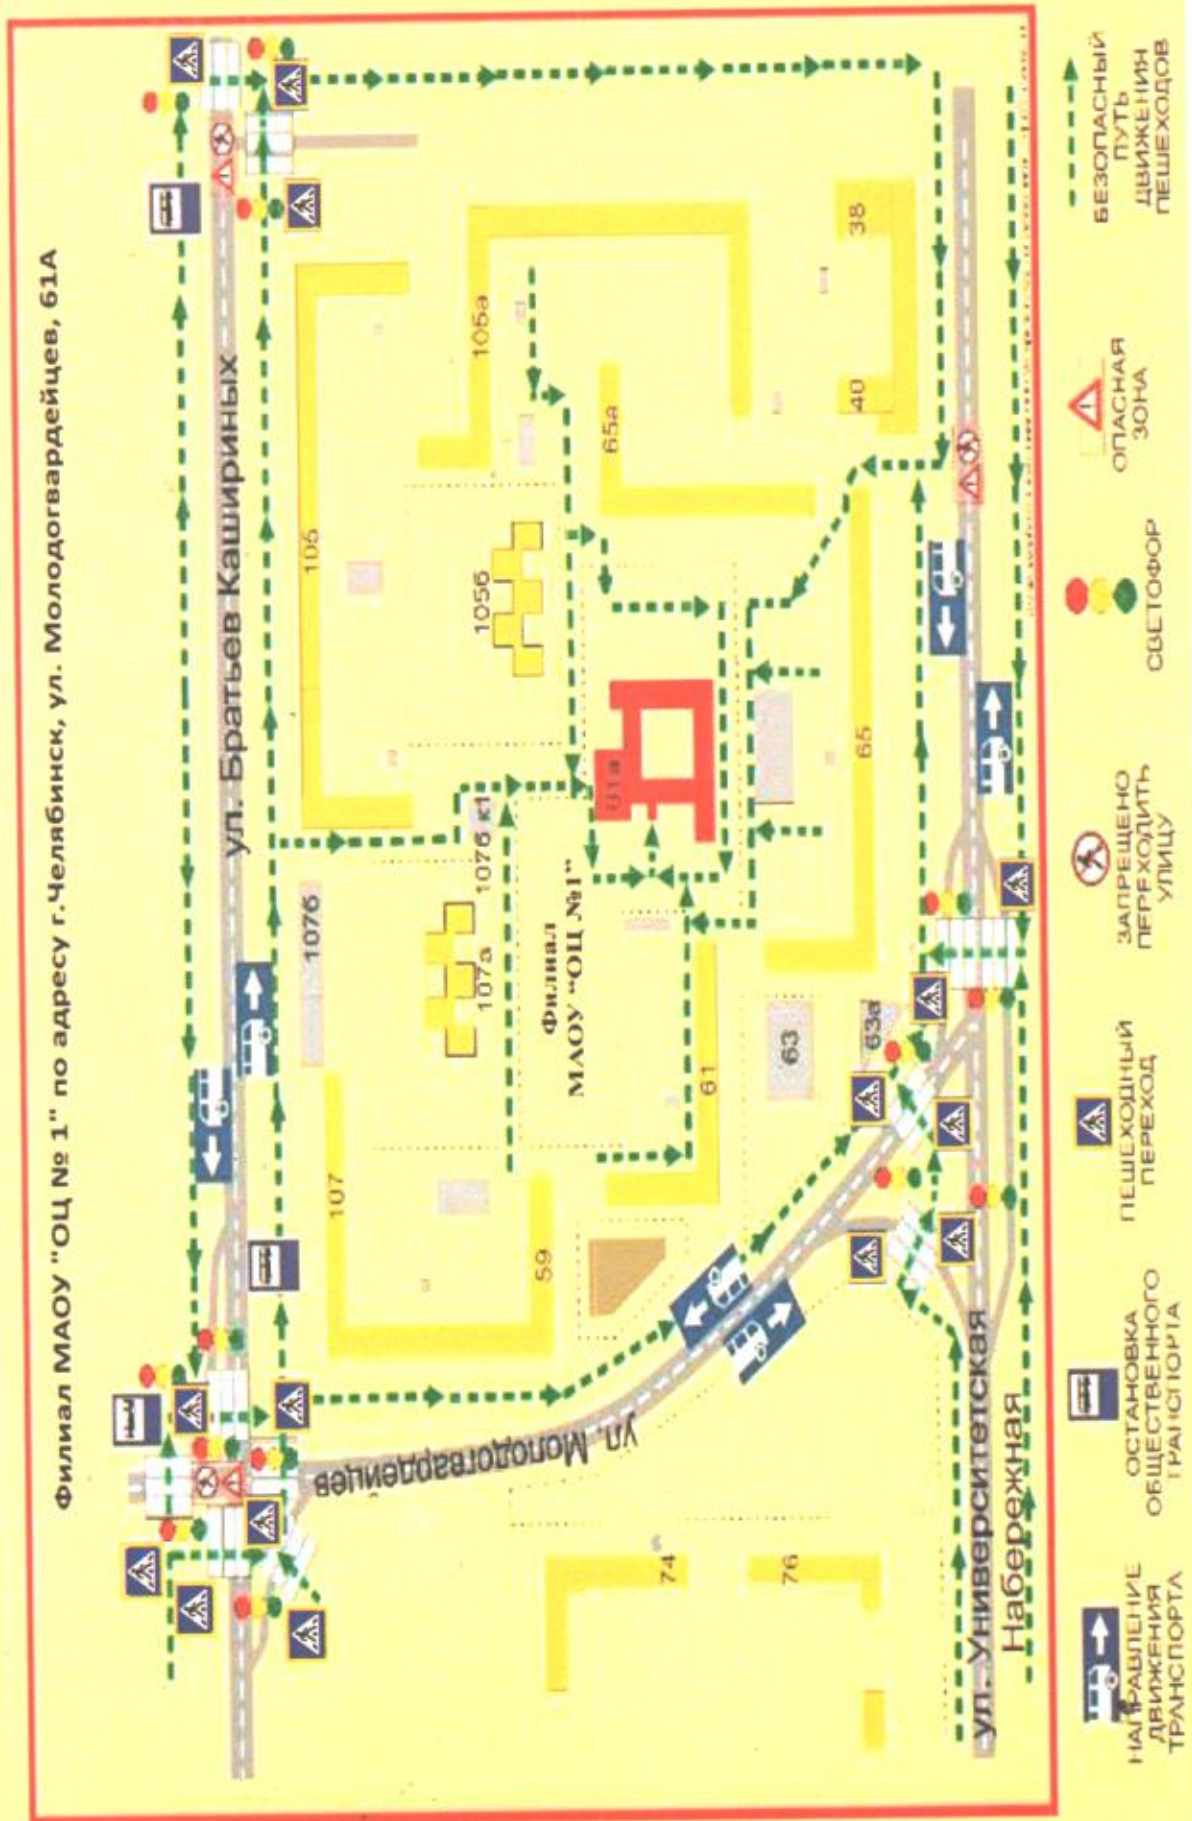 Филиал МАОУ "ОЦ № 1" по адресу г.Челябинск, ул. Молодогвардейцев, 61А
ул. Братьев Кашириных
107
107б
105
107а
107б к1
105б
105а
59
Филиал
МАОУ "ОЦ №1"
61а
65а
61
63
63а
65
40
38
ул. Молодогвардейцев
74
76
ул. Университетская
Набережная
НАПРАВЛЕНИЕ
ДВИЖЕНИЯ
ТРАНСПОРТА
ОСТАНОВКА
ОБЩЕСТВЕННОГО
ТРАНСПОРТА
ПЕШЕХОДНЫЙ
ПЕРЕХОД
ЗАПРЕЩЕНО
ПЕРЕХОДИТЬ
УЛИЦУ
СВЕТОФОР
ОПАСНАЯ
ЗОНА
БЕЗОПАСНЫЙ
ПУТЬ
ДВИЖЕНИЯ
ПЕШЕХОДОВ